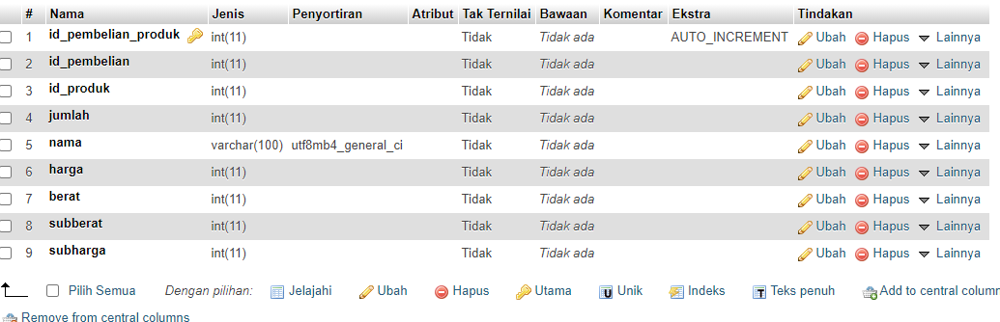 # Nama Jenis Penyortiran Atribut Tak Ternilai Bawaan Komentar Ekstra Tindakan
1 id_pembelian_produk int(11) Tidak Tidak ada AUTO_INCREMENT Ubah Hapus Lainnya
2 id_pembelian int(11) Tidak Tidak ada Ubah Hapus Lainnya
3 id_produk int(11) Tidak Tidak ada Ubah Hapus Lainnya
4 jumlah int(11) Tidak Tidak ada Ubah Hapus Lainnya
5 nama varchar(100) utf8mb4_general_ci Tidak Tidak ada Ubah Hapus Lainnya
6 harga int(11) Tidak Tidak ada Ubah Hapus Lainnya
7 berat int(11) Tidak Tidak ada Ubah Hapus Lainnya
8 subberat int(11) Tidak Tidak ada Ubah Hapus Lainnya
9 subharga int(11) Tidak Tidak ada Ubah Hapus Lainnya
Pilih Semua Dengan pilihan: Jelajahi Ubah Hapus Utama Unik Indeks Teks penuh Add to central colum
Remove from central columns